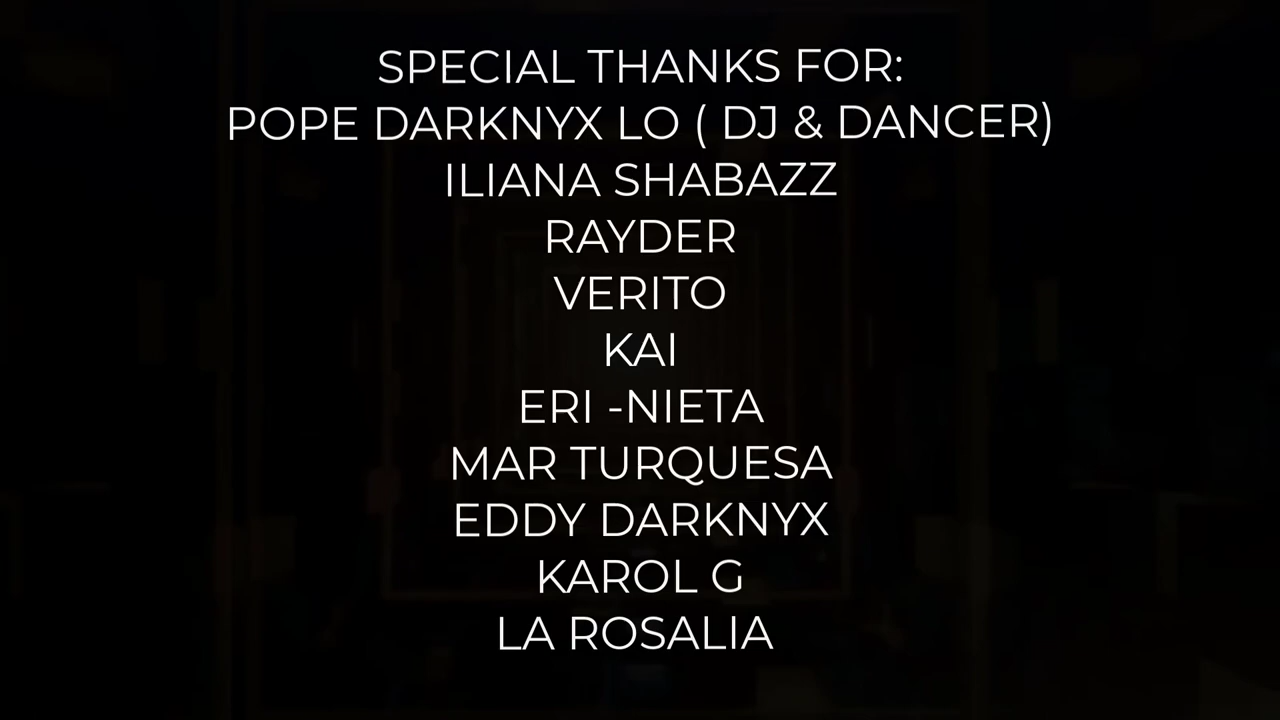 SPECIAL THANKS FOR:
POPE DARKNYX LO ( DJ & DANCER)
ILIANA SHABAZZ
RAYDER
VERITO
KAI
ERI -NIETA
MAR TURQUESA
EDDY DARKNYX
KAROL G
LA ROSALIA